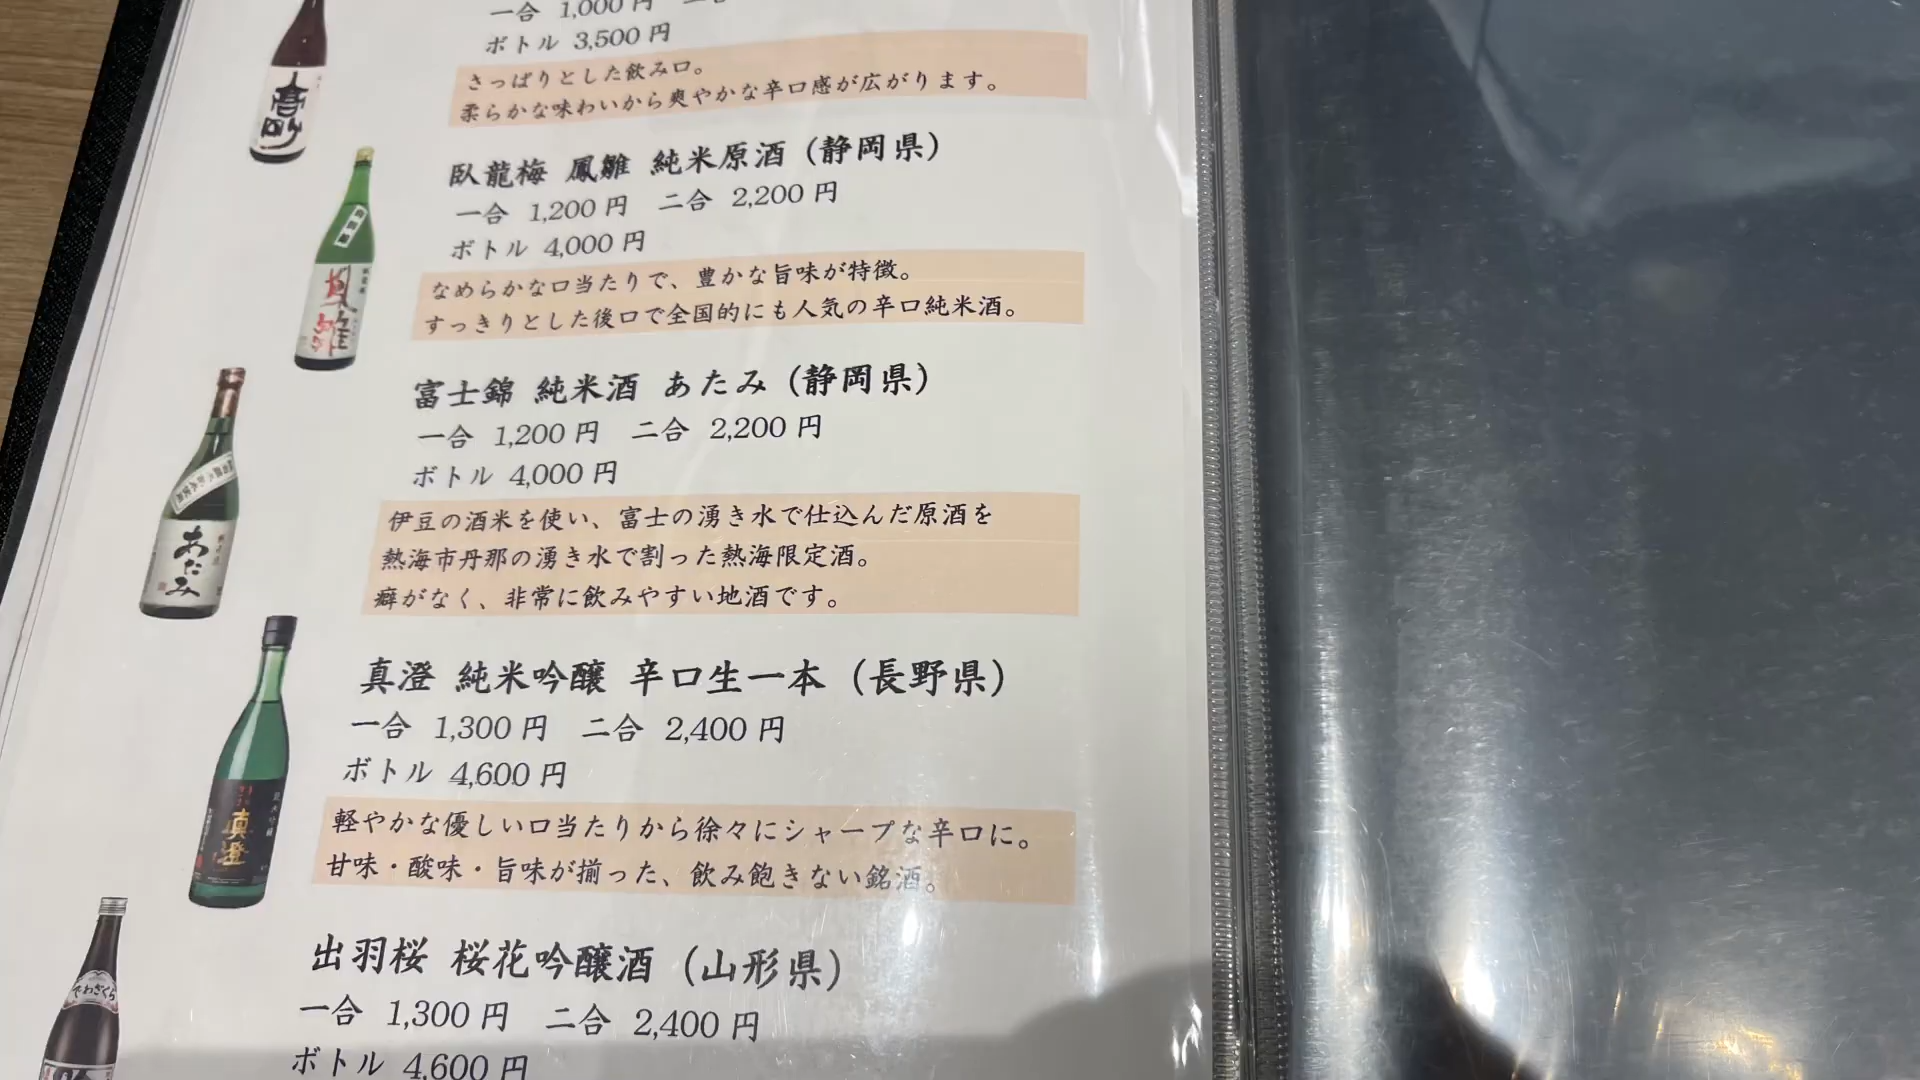 一合 1,000 円
ボトル 3,500 円
さっぱりとした飲み口。
柔らかな味わいから爽やかな辛口感が広がります。
臥龍梅 鳳雛 純米原酒（静岡県）
一合 1,200 円 二合 2,200 円
ボトル 4,000 円
なめらかな口当たりで、豊かな旨味が特徴。
すっきりとした後口で全国的にも人気の辛口純米酒。
富士錦 純米酒 あたみ（静岡県）
一合 1,200 円 二合 2,200 円
ボトル 4,000 円
あたみ
伊豆の酒米を使い、富士の湧き水で仕込んだ原酒を
熱海市丹那の湧き水で割った熱海限定酒。
癖がなく、非常に飲みやすい地酒です。
真澄 純米吟醸 辛口生一本（長野県）
一合 1,300 円 二合 2,400 円
ボトル 4,600 円
真澄
軽やかな優しい口当たりから徐々にシャープな辛口に。
甘味・酸味・旨味が揃った、飲み飽きない銘酒。
出羽桜 桜花吟醸酒（山形県）
でわざくら
一合 1,300 円 二合 2,400 円
ボトル 4,600 円